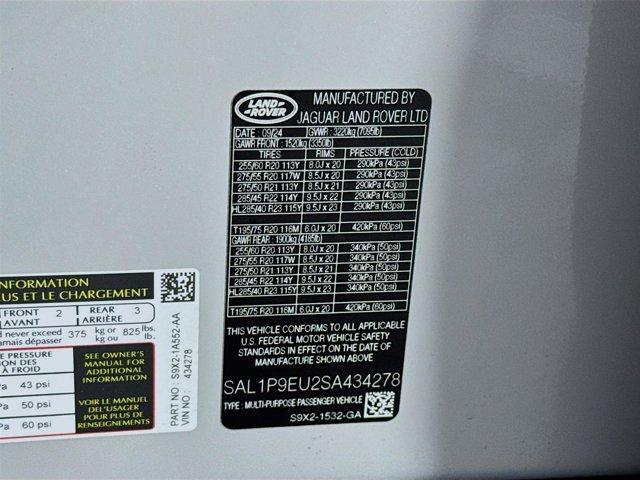 LAND
ROVER
MANUFACTURED BY
JAGUAR LAND ROVER LTD
DATE : 09/24 GVWR : 3220kg (7095lb)
GAWR FRONT : 1520kg (3350lb)
TIRES RIMS PRESSURE (COLD)
255/60 R20 113Y 8.0J x 20 290kPa (43psi)
275/55 R20 117W 8.5J x 20 290kPa (43psi)
275/50 R21 113Y 8.5J x 21 290kPa (43psi)
285/45 R22 114Y 9.5J x 22 290kPa (43psi)
HL285/40 R23 115Y 9.5J x 23 290kPa (43psi)
T195/75 R20 116M 6.0J x 20 420kPa (60psi)
GAWR REAR : 1900kg (4185lb)
255/60 R20 113Y 8.0J x 20 340kPa (50psi)
275/55 R20 117W 8.5J x 20 340kPa (50psi)
275/50 R21 113Y 8.5J x 21 340kPa (50psi)
285/45 R22 114Y 9.5J x 22 340kPa (50psi)
HL285/40 R23 115Y 9.5J x 23 340kPa (50psi)
T195/75 R20 116M 6.0J x 20 420kPa (60psi)
THIS VEHICLE CONFORMS TO ALL APPLICABLE
U.S. FEDERAL MOTOR VEHICLE SAFETY
STANDARDS IN EFFECT ON THE DATE OF
MANUFACTURE SHOWN ABOVE.
SAL1P9EU2SA434278
TYPE : MULTI-PURPOSE PASSENGER VEHICLE
S9X2-1532-GA
INFORMATION
US ET LE CHARGEMENT
FRONT 2 REAR 3
AVANT ARRIÈRE
d never exceed 375 kg or 825 lbs.
mais dépasser kg ou lb.
E PRESSURE
ION DES
À FROID
Pa 43 psi
Pa 50 psi
Pa 60 psi
SEE OWNER'S
MANUAL FOR
ADDITIONAL
INFORMATION
VOIR LE MANUEL
DE L'USAGER
POUR PLUS DE
RENSEIGNEMENTS
PART NO : S9X2-1A552-AA
VIN NO : 434278